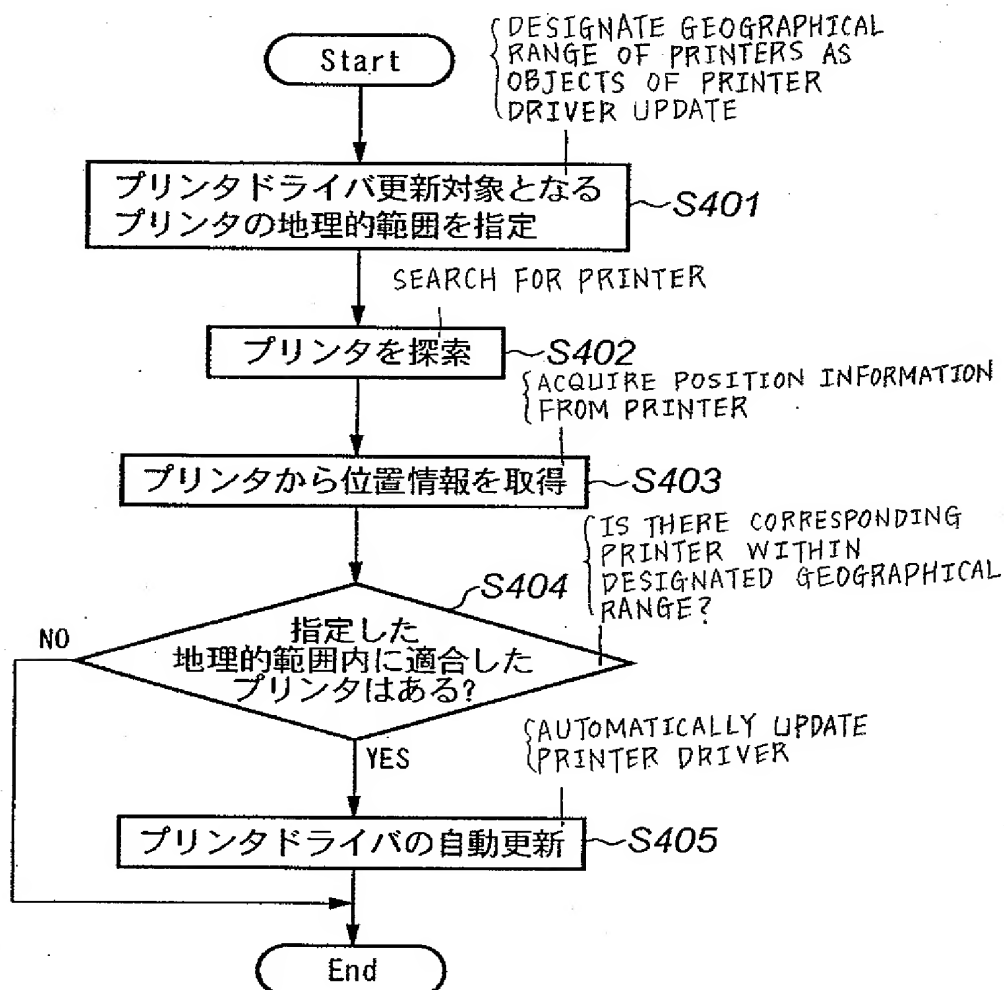 Start
DESIGNATE GEOGRAPHICAL
RANGE OF PRINTERS AS
OBJECTS OF PRINTER
DRIVER UPDATE
プリンタドライバ更新対象となる
プリンタの地理的範囲を指定
S401
SEARCH FOR PRINTER
プリンタを探索
S402
ACQUIRE POSITION INFORMATION
FROM PRINTER
プリンタから位置情報を取得
S403
IS THERE CORRESPONDING
PRINTER WITHIN
DESIGNATED GEOGRAPHICAL
RANGE?
S404
NO
指定した
地理的範囲内に適合した
プリンタはある?
YES
AUTOMATICALLY UPDATE
PRINTER DRIVER
プリンタドライバの自動更新
S405
End